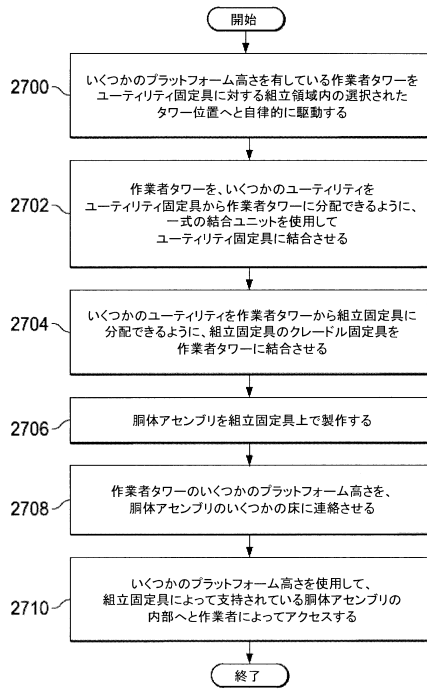 開始
2700
いくつかのプラットフォーム高さを有している作業者タワーを
ユーティリティ固定具に対する組立領域内の選択された
タワー位置へと自律的に駆動する
2702
作業者タワーを、いくつかのユーティリティを
ユーティリティ固定具から作業者タワーに分配できるように、
一式の結合ユニットを使用して
ユーティリティ固定具に結合させる
2704
いくつかのユーティリティを作業者タワーから組立固定具に
分配できるように、組立固定具のクレードル固定具を
作業者タワーに結合させる
2706
胴体アセンブリを組立固定具上で製作する
2708
作業者タワーのいくつかのプラットフォーム高さを、
胴体アセンブリのいくつかの床に連絡させる
2710
いくつかのプラットフォーム高さを使用して、
組立固定具によって支持されている胴体アセンブリの
内部へと作業者によってアクセスする
終了